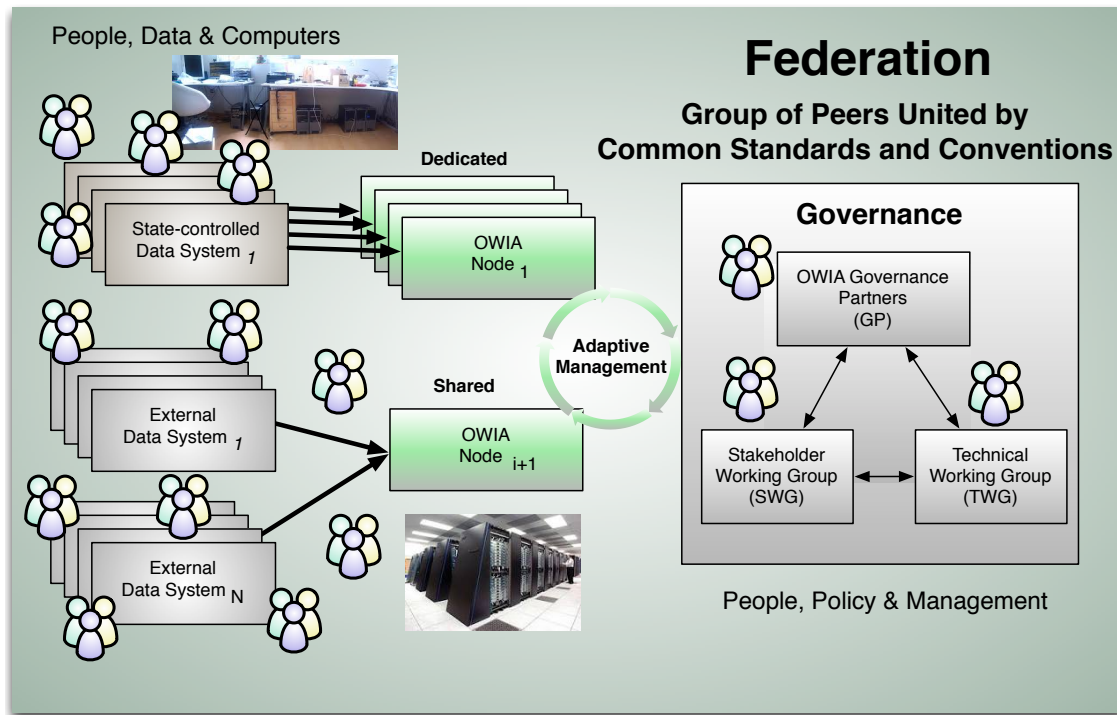 People, Data & Computers
Federation
Group of Peers United by
Common Standards and Conventions
Dedicated
State-controlled
Data System 1
OWIA
Node 1
External
Data System 1
Shared
OWIA
Node i+1
External
Data System N
Adaptive
Management
Governance
OWIA Governance
Partners
(GP)
Stakeholder
Working Group
(SWG)
Technical
Working Group
(TWG)
People, Policy & Management